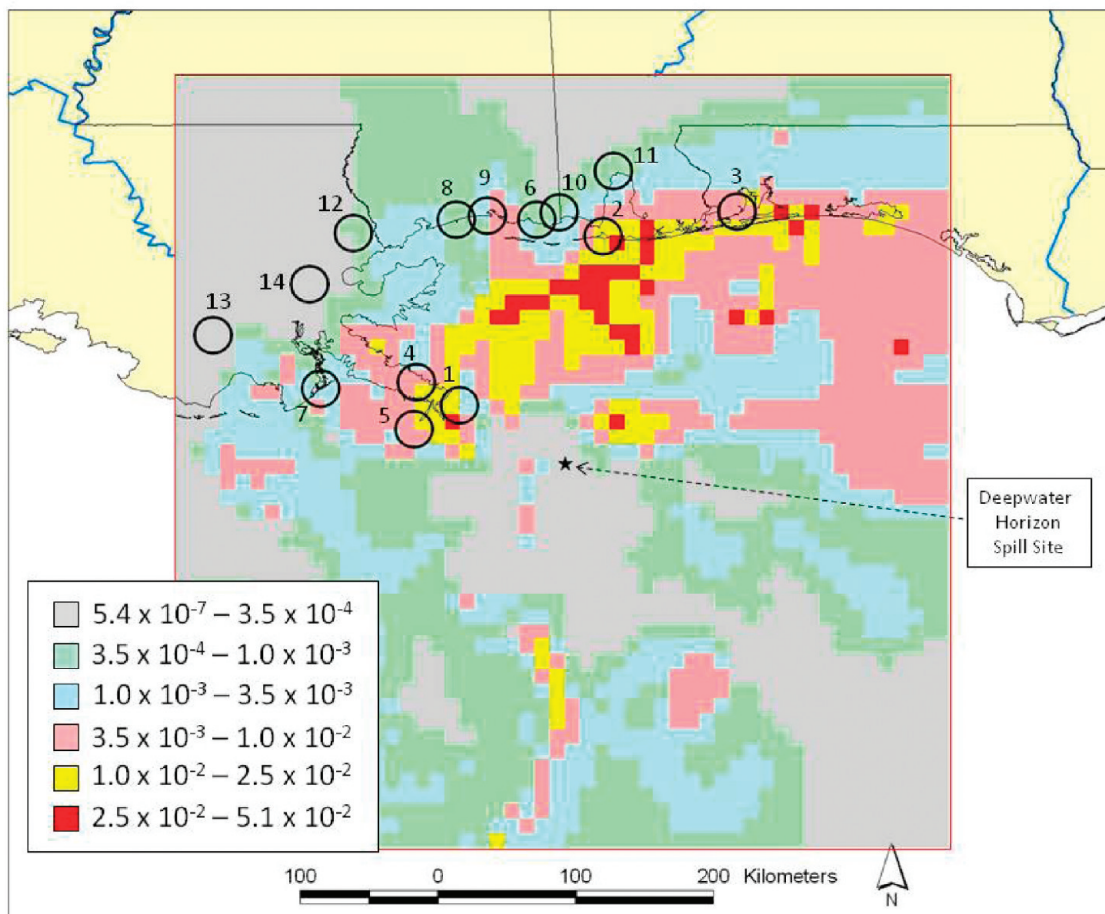 11
3
10
6
9
8
2
12
14
13
4
1
5
7
Deepwater
Horizon
Spill Site
5.4 x 10⁻⁷ – 3.5 x 10⁻⁴
3.5 x 10⁻⁴ – 1.0 x 10⁻³
1.0 x 10⁻³ – 3.5 x 10⁻³
3.5 x 10⁻³ – 1.0 x 10⁻²
1.0 x 10⁻² – 2.5 x 10⁻²
2.5 x 10⁻² – 5.1 x 10⁻²
100 0 100 200 Kilometers
N